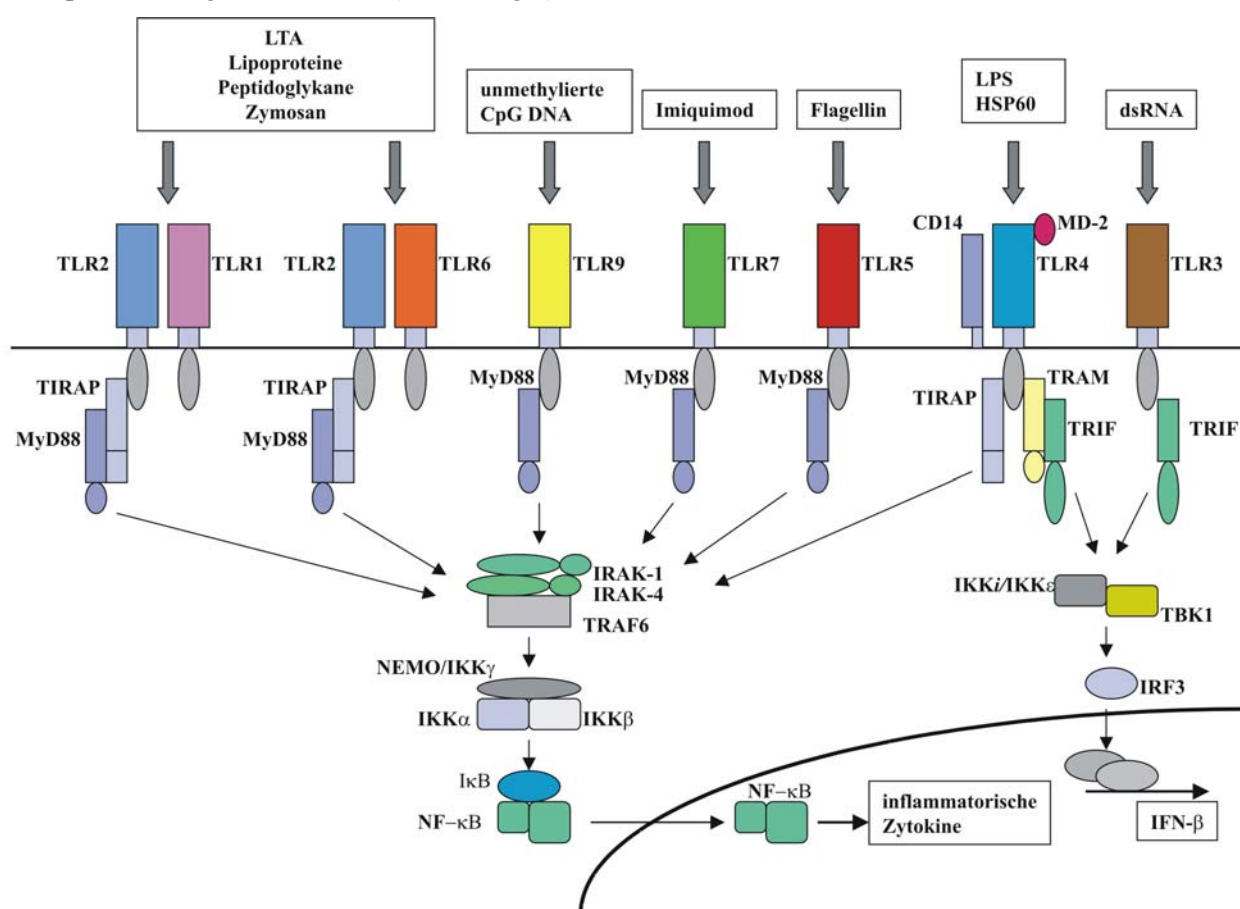 LTA
Lipoproteine
Peptidoglykane
Zymosan
unmethylierte
CpG DNA
Imiquimod
Flagellin
LPS
HSP60
dsRNA
TLR2
TLR1
TLR2
TLR6
TLR9
TLR7
TLR5
CD14
MD-2
TLR4
TLR3
TIRAP
MyD88
TIRAP
MyD88
MyD88
MyD88
MyD88
TIRAP
TRAM
TRIF
TRIF
IRAK-1
IRAK-4
TRAF6
IKKi/IKKε
TBK1
NEMO/IKKγ
IKKα
IKKβ
IRF3
IκB
NF–κB
NF–κB
inflammatorische
Zytokine
IFN-β